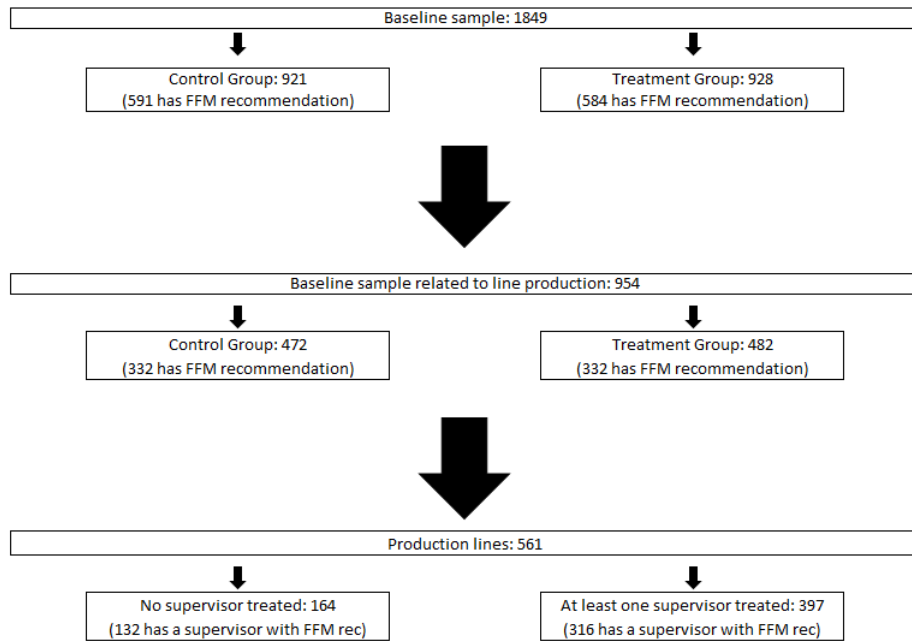 Baseline sample: 1849
Control Group: 921
(591 has FFM recommendation)
Treatment Group: 928
(584 has FFM recommendation)
Baseline sample related to line production: 954
Control Group: 472
(332 has FFM recommendation)
Treatment Group: 482
(332 has FFM recommendation)
Production lines: 561
No supervisor treated: 164
(132 has a supervisor with FFM rec)
At least one supervisor treated: 397
(316 has a supervisor with FFM rec)